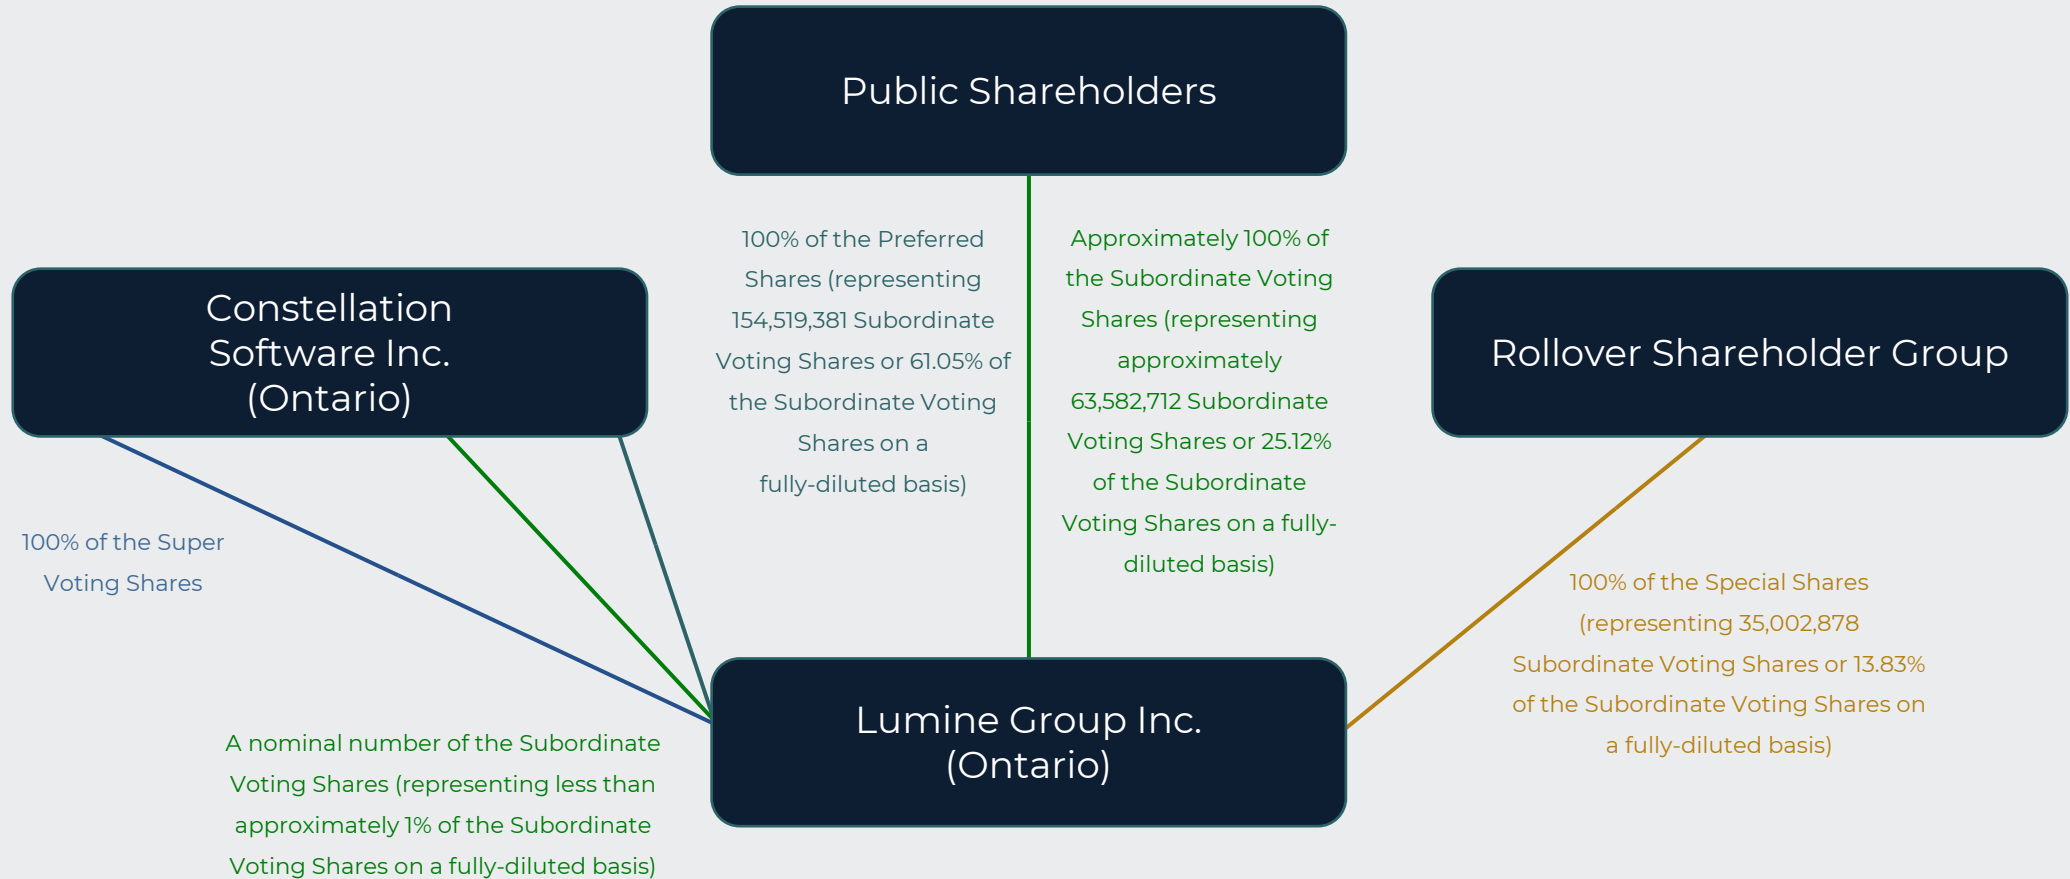 Public Shareholders
Constellation
Software Inc.
(Ontario)
100% of the Preferred
Shares (representing
154,519,381 Subordinate
Voting Shares or 61.05% of
the Subordinate Voting
Shares on a
fully-diluted basis)
Approximately 100% of
the Subordinate Voting
Shares (representing
approximately
63,582,712 Subordinate
Voting Shares or 25.12%
of the Subordinate
Voting Shares on a fully-
diluted basis)
Rollover Shareholder Group
100% of the Super
Voting Shares
100% of the Special Shares
(representing 35,002,878
Subordinate Voting Shares or 13.83%
of the Subordinate Voting Shares on
a fully-diluted basis)
A nominal number of the Subordinate
Voting Shares (representing less than
approximately 1% of the Subordinate
Voting Shares on a fully-diluted basis)
Lumine Group Inc.
(Ontario)